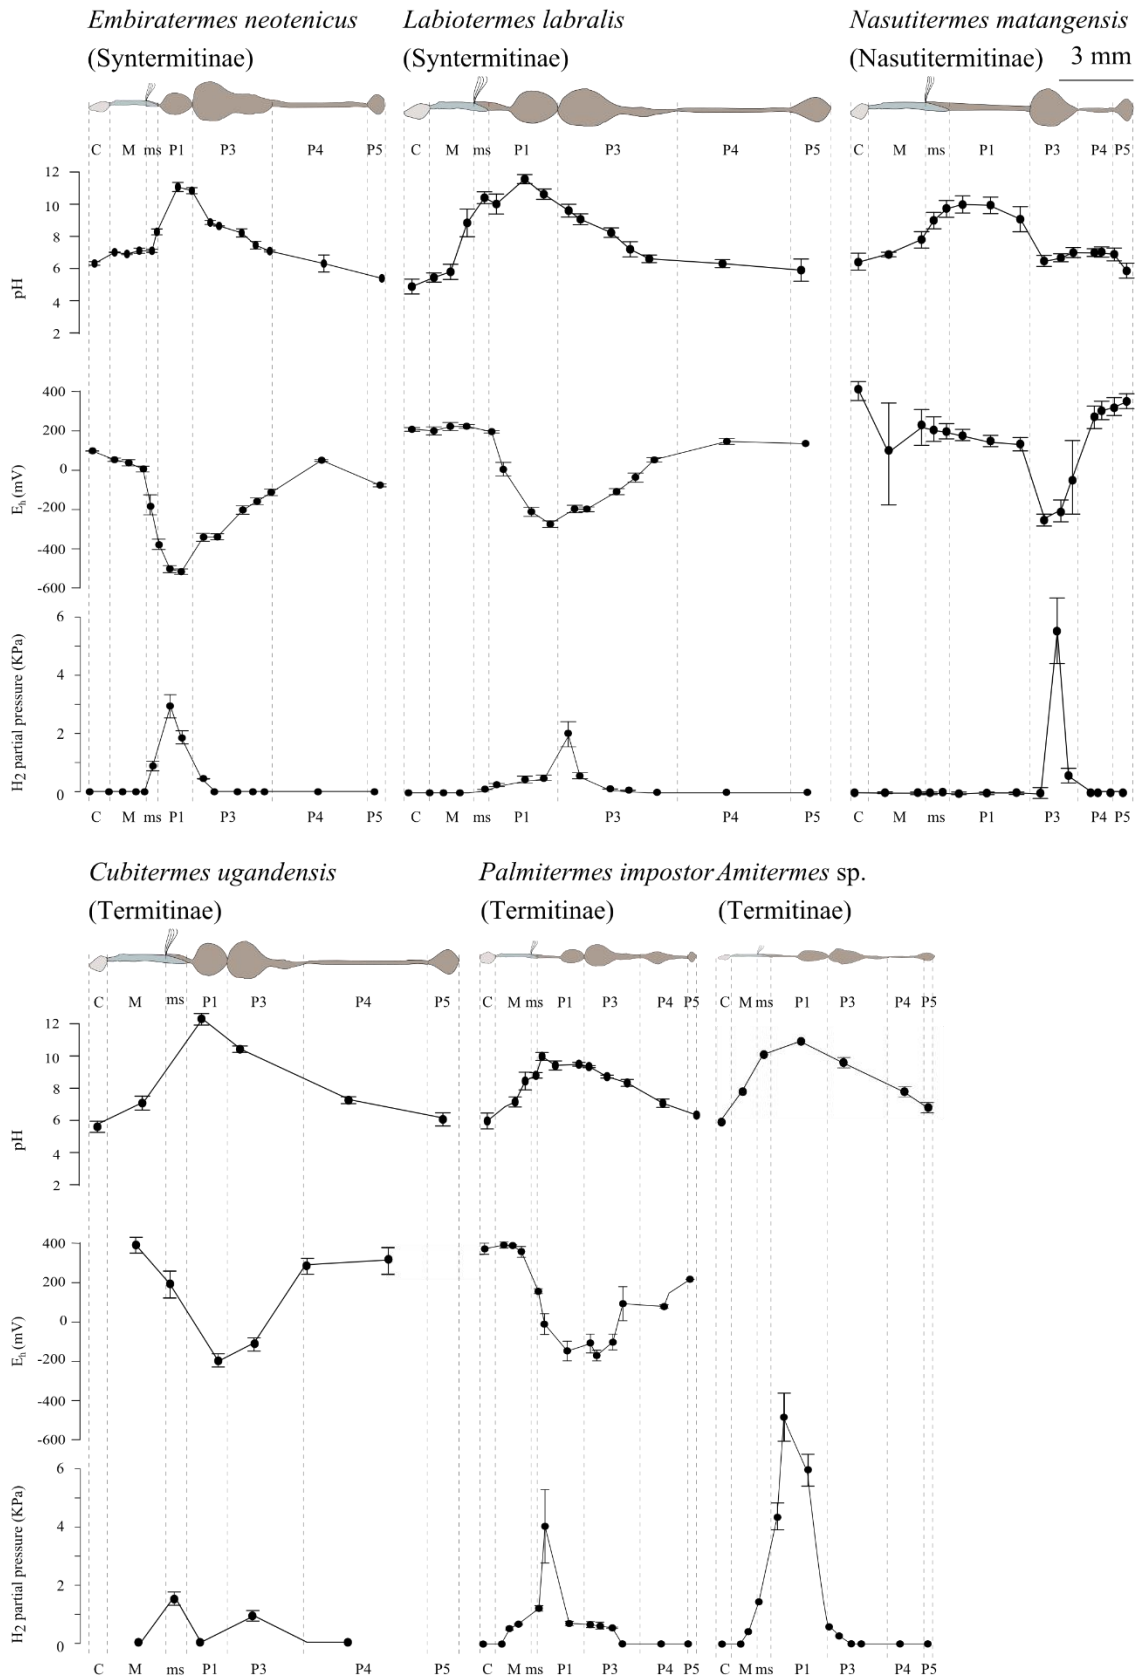 Embiratermes neotenicus Labiotermes labralis Nasutitermes matangensis
(Syntermitinae) (Syntermitinae) (Nasutitermitinae) 3 mm
C M ms P1 P3 P4 P5 C M ms P1 P3 P4 P5 C M ms P1 P3 P4 P5
12
10
8
6
4
2
pH
400
200
0
-200
-400
-600
Eh (mV)
6
4
2
0
H2 partial pressure (KPa)
C M ms P1 P3 P4 P5 C M ms P1 P3 P4 P5 C M ms P1 P3 P4 P5
Cubitermes ugandensis Palmitermes impostor Amitermes sp.
(Termitinae) (Termitinae) (Termitinae)
C M ms P1 P3 P4 P5 C M ms P1 P3 P4 P5 C M ms P1 P3 P4 P5
12
10
8
6
4
2
pH
400
200
0
-200
-400
-600
Eh (mV)
6
4
2
0
H2 partial pressure (KPa)
C M ms P1 P3 P4 P5 C M ms P1 P3 P4 P5 C M ms P1 P3 P4 P5